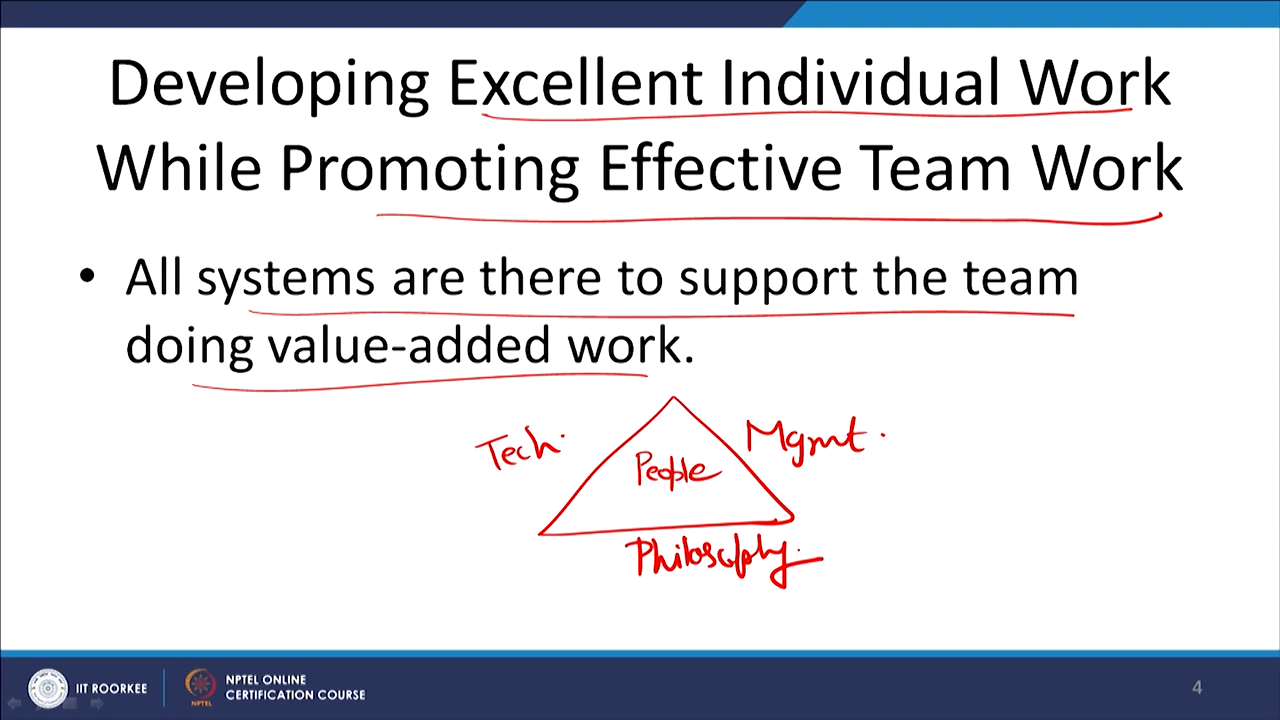 Developing Excellent Individual Work
While Promoting Effective Team Work
• All systems are there to support the team
doing value-added work.
Tech.
Mgmt.
People
Philosophy.
IIT ROORKEE
NPTEL
NPTEL ONLINE
CERTIFICATION COURSE
4